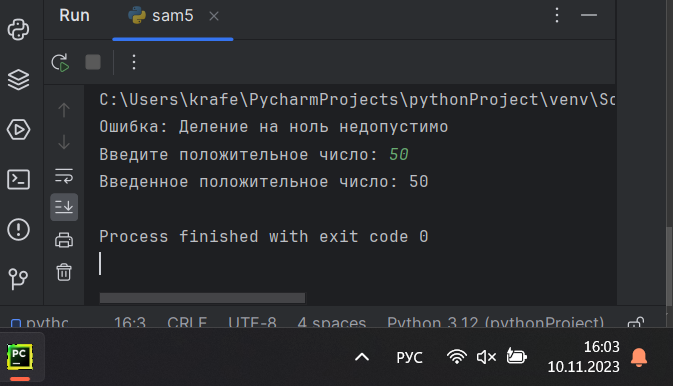 Run
sam5
C:\Users\krafe\PycharmProjects\pythonProject\venv\Sc
Ошибка: Деление на ноль недопустимо
Введите положительное число: 50
Введенное положительное число: 50
Process finished with exit code 0
16:3 CRLF UTF-8 4 spaces Python 3.12 (pythonProject)
PC РУС 16:03
10.11.2023